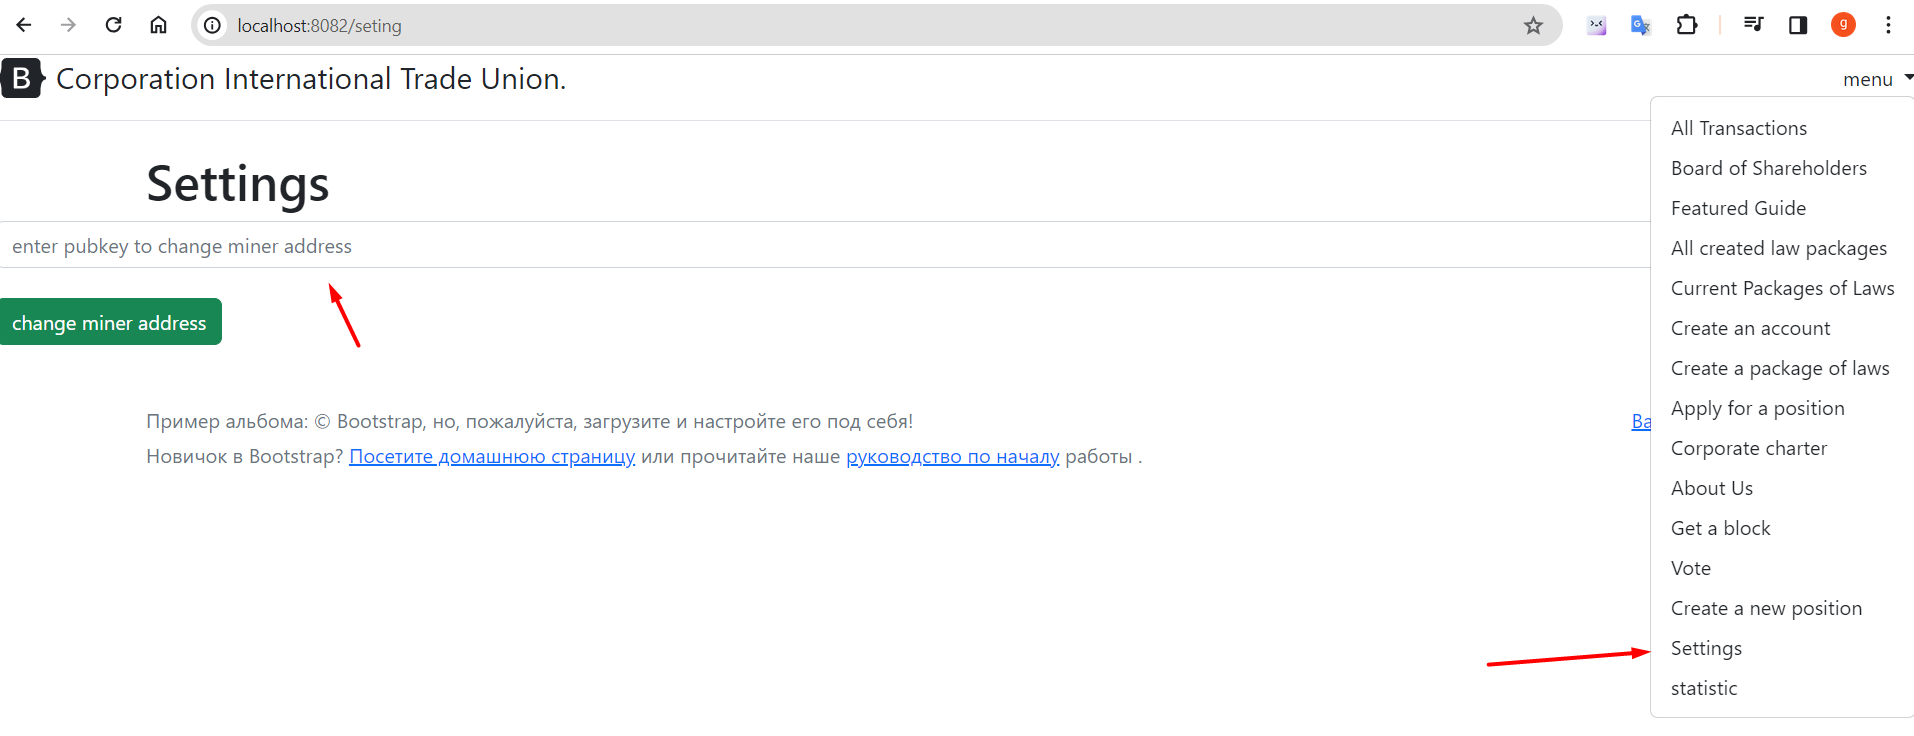 localhost:8082/seting
g
B
Corporation International Trade Union.
menu
All Transactions
Board of Shareholders
Featured Guide
All created law packages
Current Packages of Laws
Create an account
Create a package of laws
Apply for a position
Corporate charter
About Us
Get a block
Vote
Create a new position
Settings
statistic
Settings
enter pubkey to change miner address
change miner address
Пример альбома: © Bootstrap, но, пожалуйста, загрузите и настройте его под себя!
Ва
Новичок в Bootstrap? Посетите домашнюю страницу или прочитайте наше руководство по началу работы .